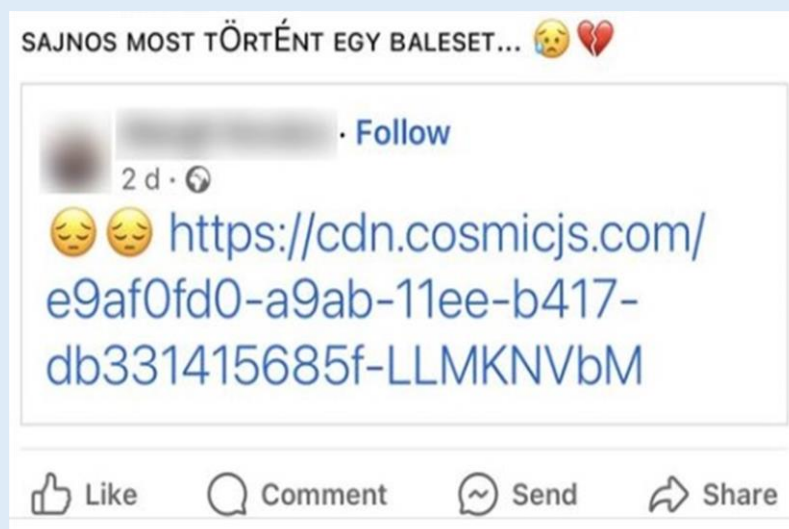 SAJNOS MOST TÖRTÉNT EGY BALESET... 😥💔
· Follow
2 d ·
😔😔 https://cdn.cosmicjs.com/
e9af0fd0-a9ab-11ee-b417-
db331415685f-LLMKNVbM
Like Comment Send Share